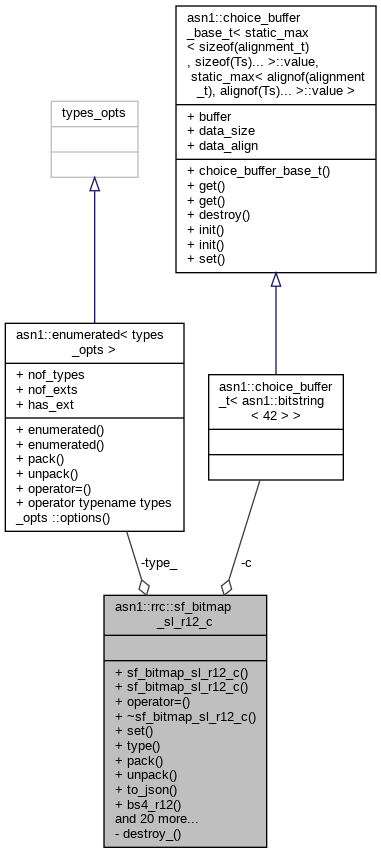 asn1::choice_buffer
_base_t< static_max
< sizeof(alignment_t)
, sizeof(Ts)... >::value,
static_max< alignof(alignment
_t), alignof(Ts)... >::value >
+ buffer
+ data_size
+ data_align
+ choice_buffer_base_t()
+ get()
+ get()
+ destroy()
+ init()
+ init()
+ set()
types_opts
asn1::enumerated< types
_opts >
+ nof_types
+ nof_exts
+ has_ext
+ enumerated()
+ enumerated()
+ pack()
+ unpack()
+ operator=()
+ operator typename types
_opts ::options()
asn1::choice_buffer
_t< asn1::bitstring
< 42 > >
-type_
-c
asn1::rrc::sf_bitmap
_sl_r12_c
+ sf_bitmap_sl_r12_c()
+ sf_bitmap_sl_r12_c()
+ operator=()
+ ~sf_bitmap_sl_r12_c()
+ set()
+ type()
+ pack()
+ unpack()
+ to_json()
+ bs4_r12()
and 20 more...
- destroy_()